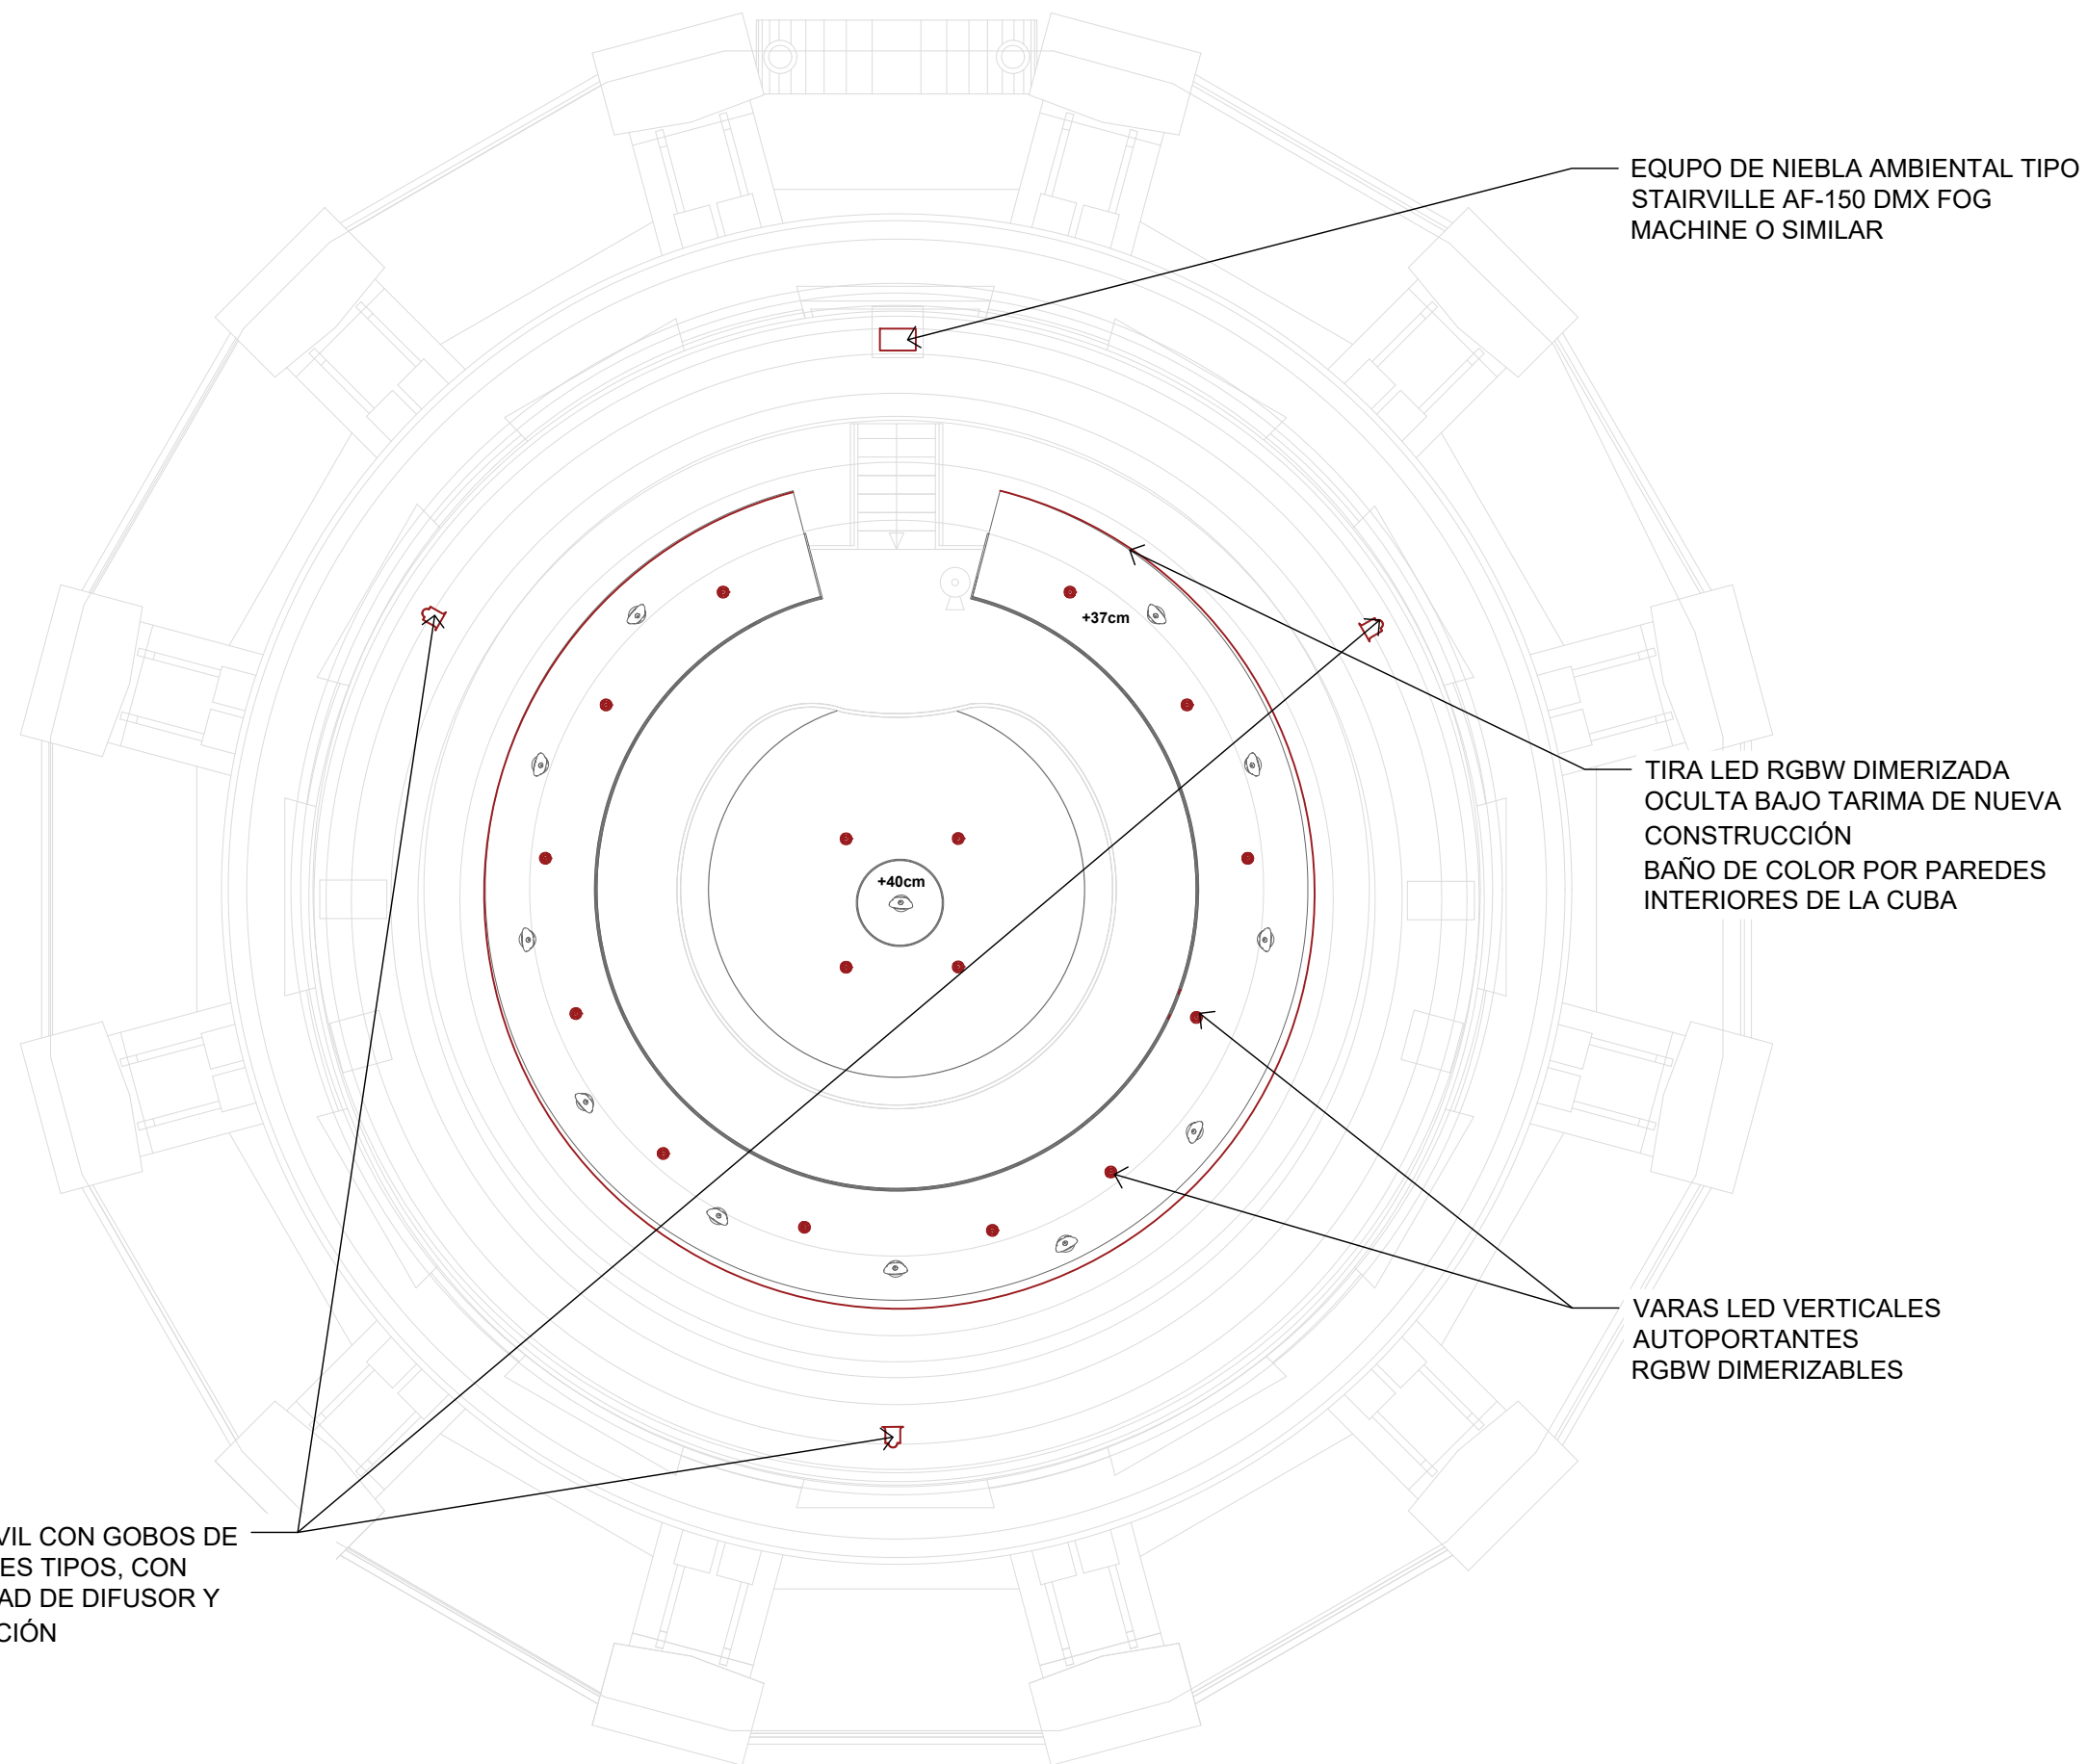 EQUPO DE NIEBLA AMBIENTAL TIPO
STAIRVILLE AF-150 DMX FOG
MACHINE O SIMILAR
+37cm
TIRA LED RGBW DIMERIZADA
OCULTA BAJO TARIMA DE NUEVA
CONSTRUCCIÓN
BAÑO DE COLOR POR PAREDES
INTERIORES DE LA CUBA
+40cm
VARAS LED VERTICALES
AUTOPORTANTES
RGBW DIMERIZABLES
VIL CON GOBOS DE
ES TIPOS, CON
AD DE DIFUSOR Y
CIÓN